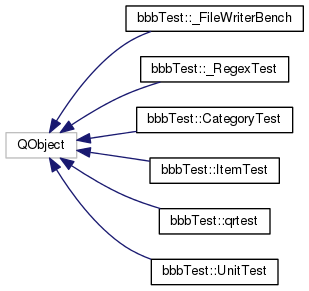 bbbTest::_FileWriterBench
bbbTest::_RegexTest
bbbTest::CategoryTest
QObject
bbbTest::ItemTest
bbbTest::qrtest
bbbTest::UnitTest